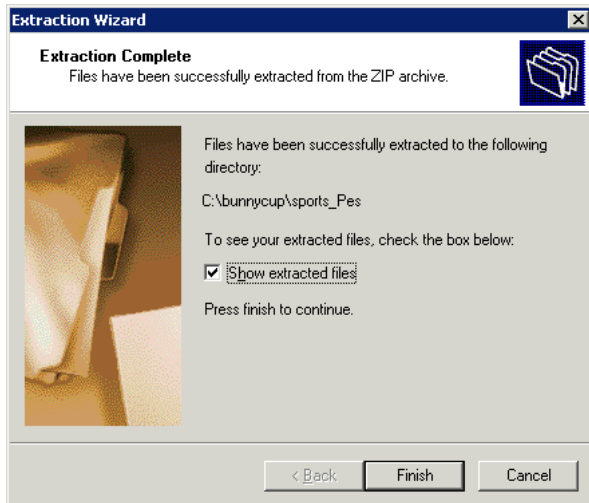 Extraction Wizard
Extraction Complete
Files have been successfully extracted from the ZIP archive.
Files have been successfully extracted to the following
directory:
C:\bunnycup\sports_Pes
To see your extracted files, check the box below:
Show extracted files
Press finish to continue.
< Back Finish Cancel